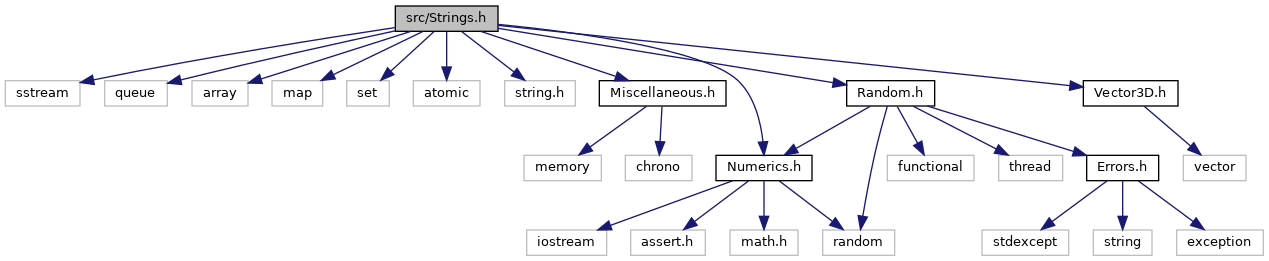 src/Strings.h
sstream
queue
array
map
set
atomic
string.h
Miscellaneous.h
Random.h
Vector3D.h
memory
chrono
Numerics.h
functional
thread
Errors.h
vector
iostream
assert.h
math.h
random
stdexcept
string
exception